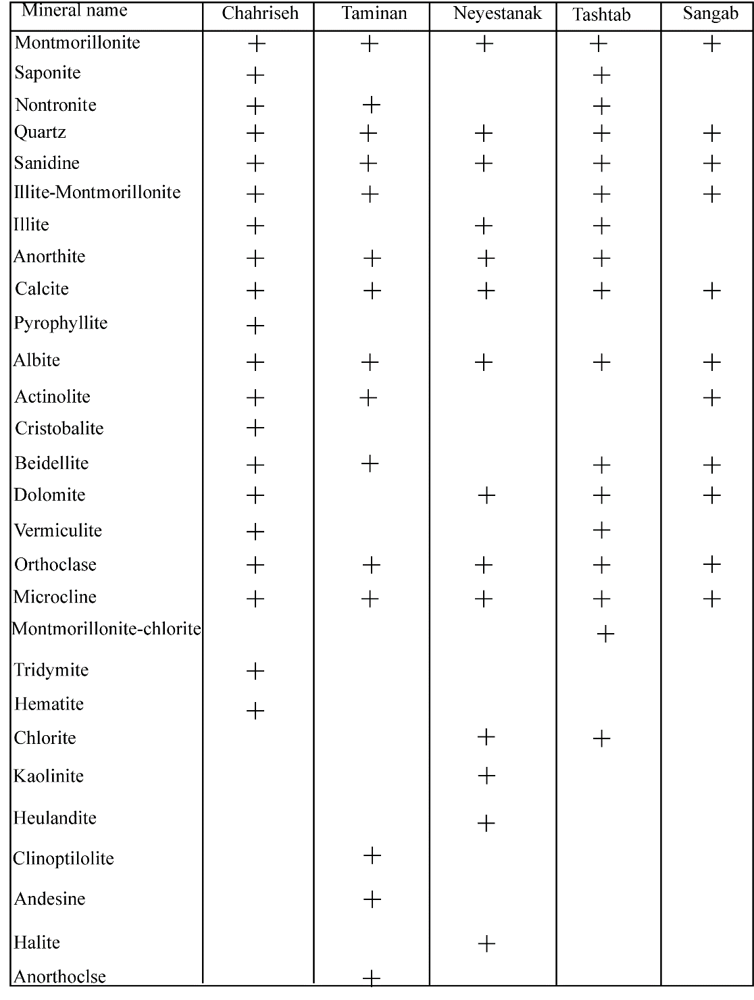 Mineral name Chahriseh Taminan Neyestanak Tashtab Sangab
Montmorillonite + + + + +
Saponite + +
Nontronite + + +
Quartz + + + + +
Sanidine + + + + +
Illite-Montmorillonite + + + +
Illite + + +
Anorthite + + + +
Calcite + + + + +
Pyrophyllite +
Albite + + + + +
Actinolite + + +
Cristobalite +
Beidellite + + + +
Dolomite + + + +
Vermiculite + +
Orthoclase + + + + +
Microcline + + + + +
Montmorillonite-chlorite +
Tridymite +
Hematite +
Chlorite + +
Kaolinite +
Heulandite +
Clinoptilolite +
Andesine +
Halite +
Anorthoclse +